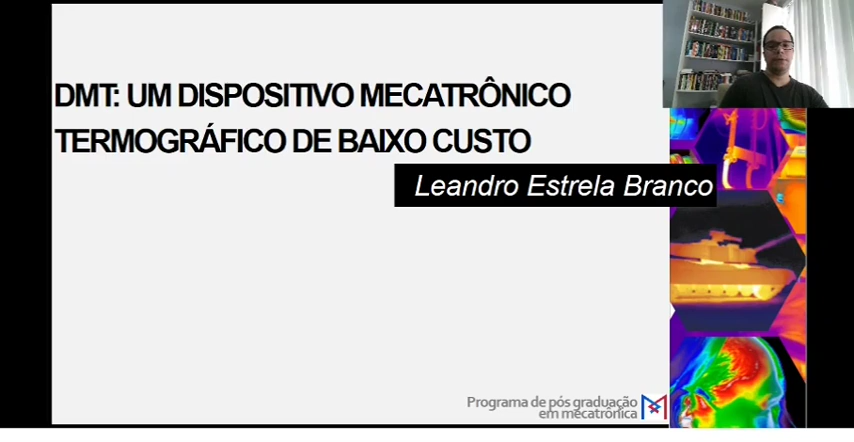 DMT: UM DISPOSITIVO MECATRÔNICO
TERMOGRÁFICO DE BAIXO CUSTO
Leandro Estrela Branco
Programa de pós graduação
em mecatrônica